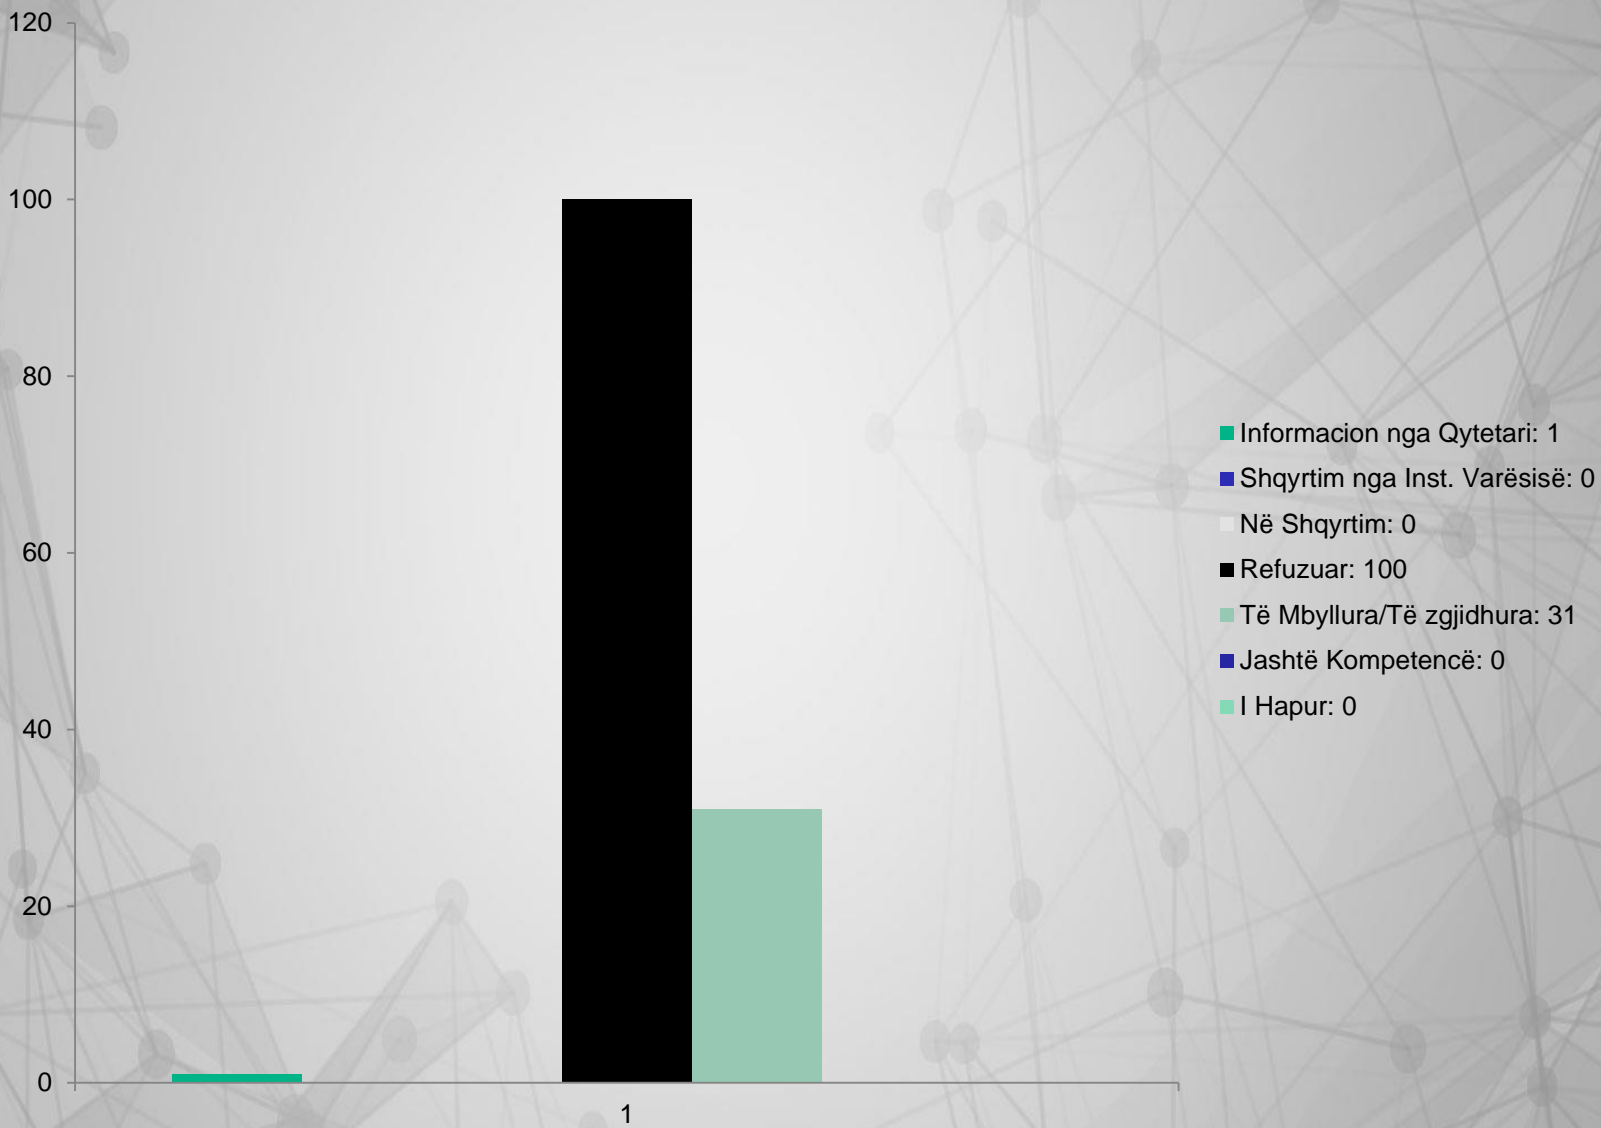 120
100
80
60
40
20
0
1
Informacion nga Qytetari: 1
Shqyrtim nga Inst. Varësisë: 0
Në Shqyrtim: 0
Refuzuar: 100
Të Mbyllura/Të zgjidhura: 31
Jashtë Kompetencë: 0
I Hapur: 0